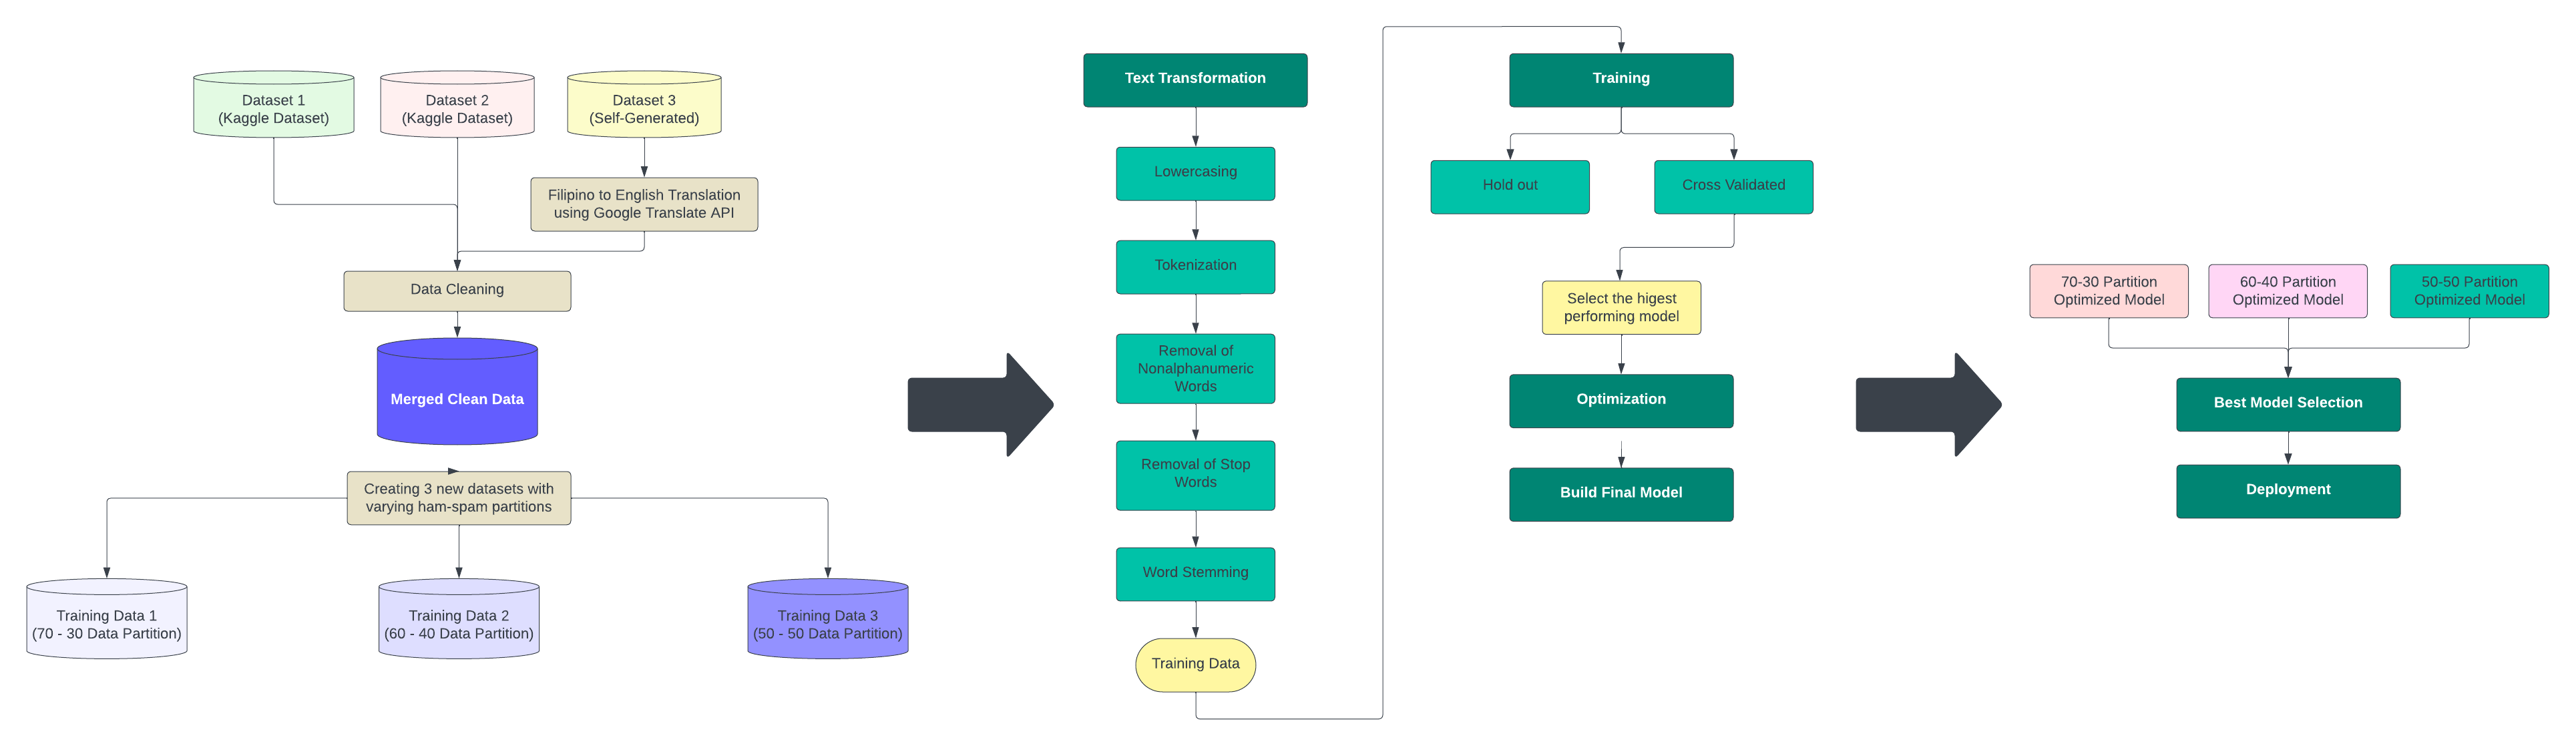 Dataset 1
(Kaggle Dataset)
Dataset 2
(Kaggle Dataset)
Dataset 3
(Self-Generated)
Filipino to English Translation
using Google Translate API
Data Cleaning
Merged Clean Data
Creating 3 new datasets with
varying ham-spam partitions
Training Data 1
(70 - 30 Data Partition)
Training Data 2
(60 - 40 Data Partition)
Training Data 3
(50 - 50 Data Partition)
Text Transformation
Lowercasing
Tokenization
Removal of
Nonalphanumeric
Words
Removal of Stop
Words
Word Stemming
Training Data
Training
Hold out
Cross Validated
Select the higest
performing model
Optimization
Build Final Model
70-30 Partition
Optimized Model
60-40 Partition
Optimized Model
50-50 Partition
Optimized Model
Best Model Selection
Deployment